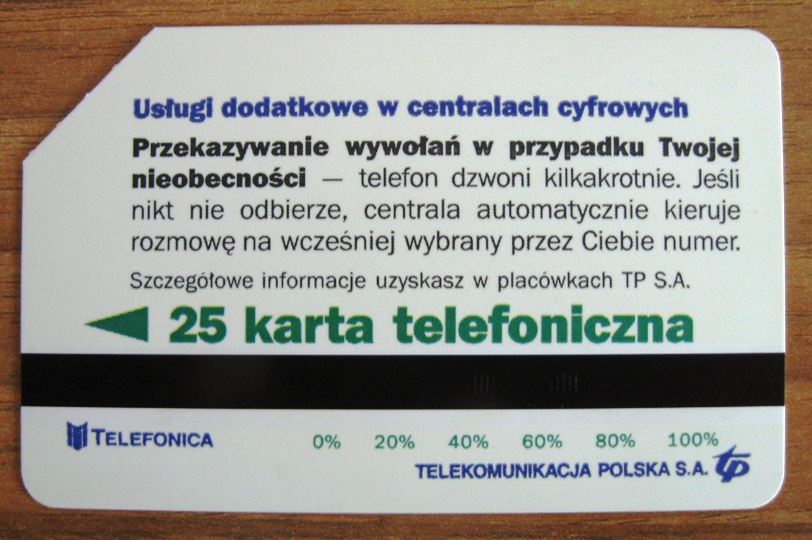 Usługi dodatkowe w centralach cyfrowych
Przekazywanie wywołań w przypadku Twojej
nieobecności — telefon dzwoni kilkakrotnie. Jeśli
nikt nie odbierze, centrala automatycznie kieruje
rozmowę na wcześniej wybrany przez Ciebie numer.
Szczegółowe informacje uzyskasz w placówkach TP S.A.
25 karta telefoniczna
TELEFONICA
0% 20% 40% 60% 80% 100%
TELEKOMUNIKACJA POLSKA S.A. tp